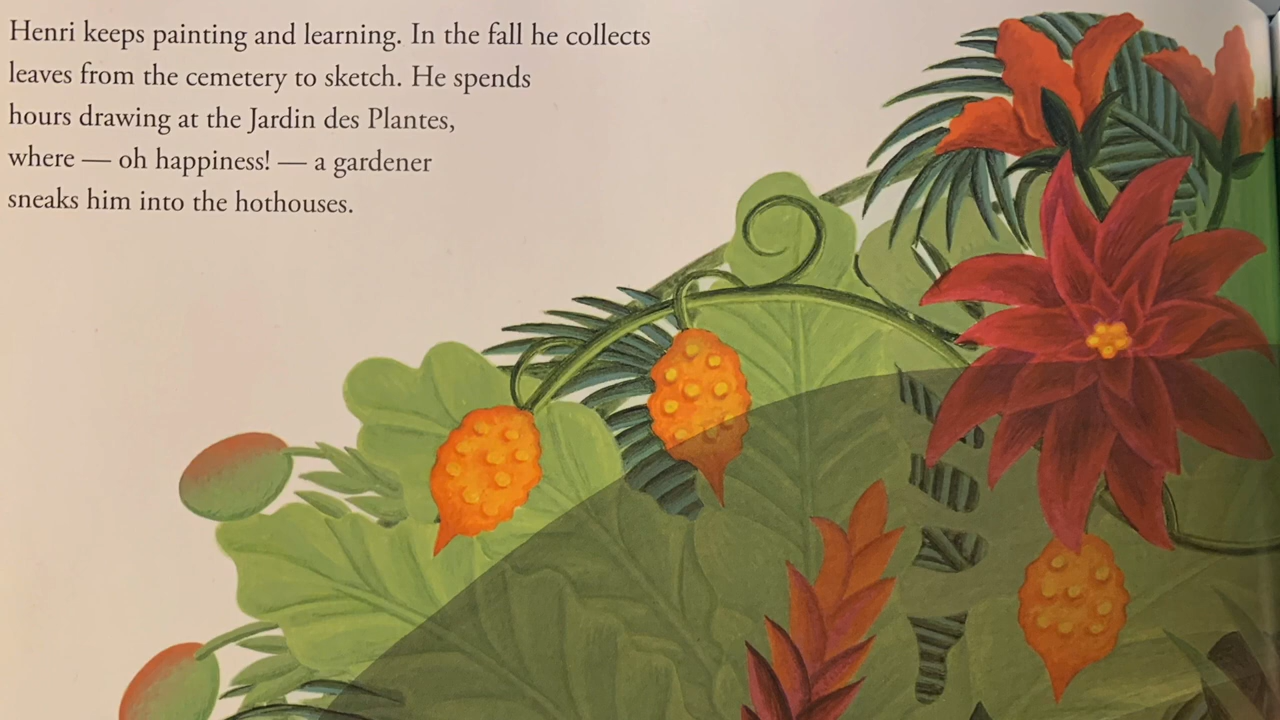 Henri keeps painting and learning. In the fall he collects
leaves from the cemetery to sketch. He spends
hours drawing at the Jardin des Plantes,
where — oh happiness! — a gardener
sneaks him into the hothouses.